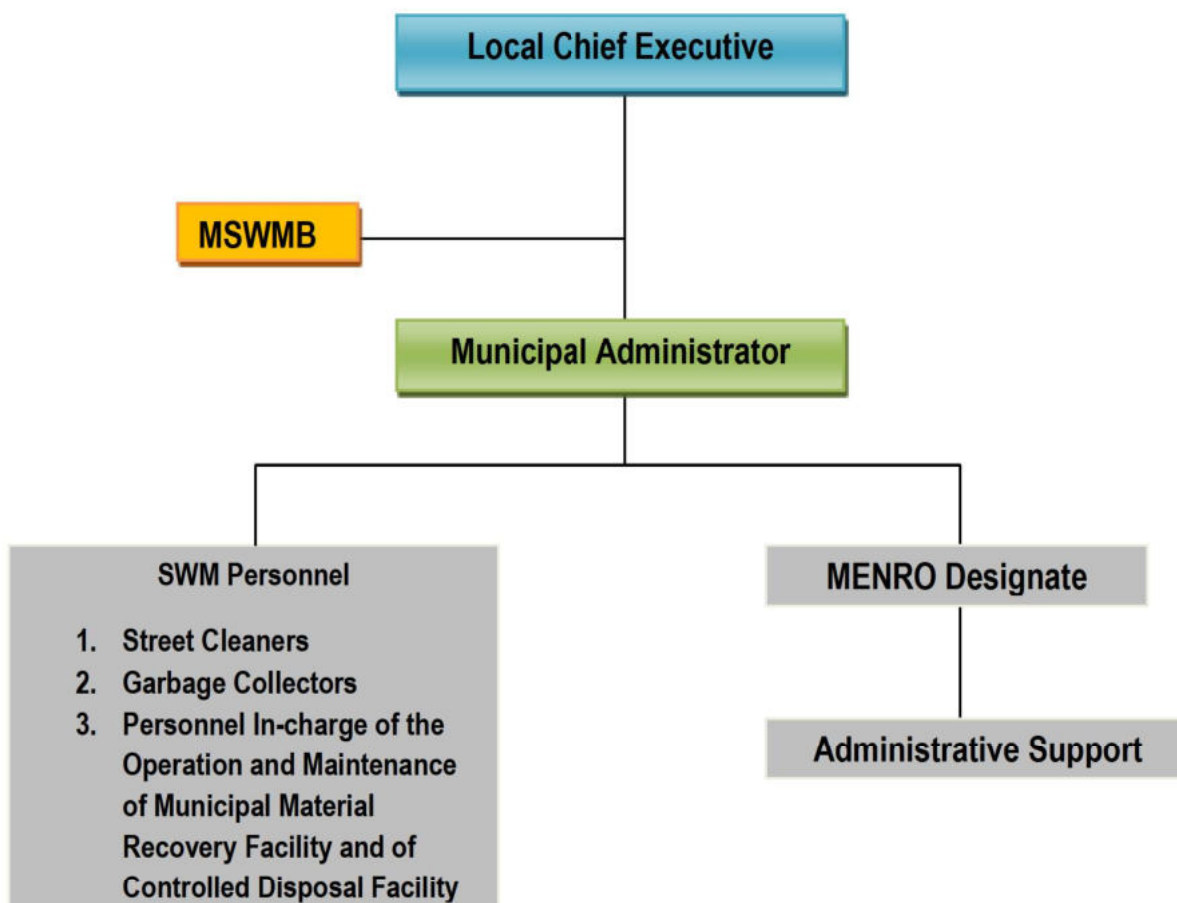 Local Chief Executive
MSWMB
Municipal Administrator
SWM Personnel
1. Street Cleaners
2. Garbage Collectors
3. Personnel In-charge of the
Operation and Maintenance
of Municipal Material
Recovery Facility and of
Controlled Disposal Facility
MENRO Designate
Administrative Support